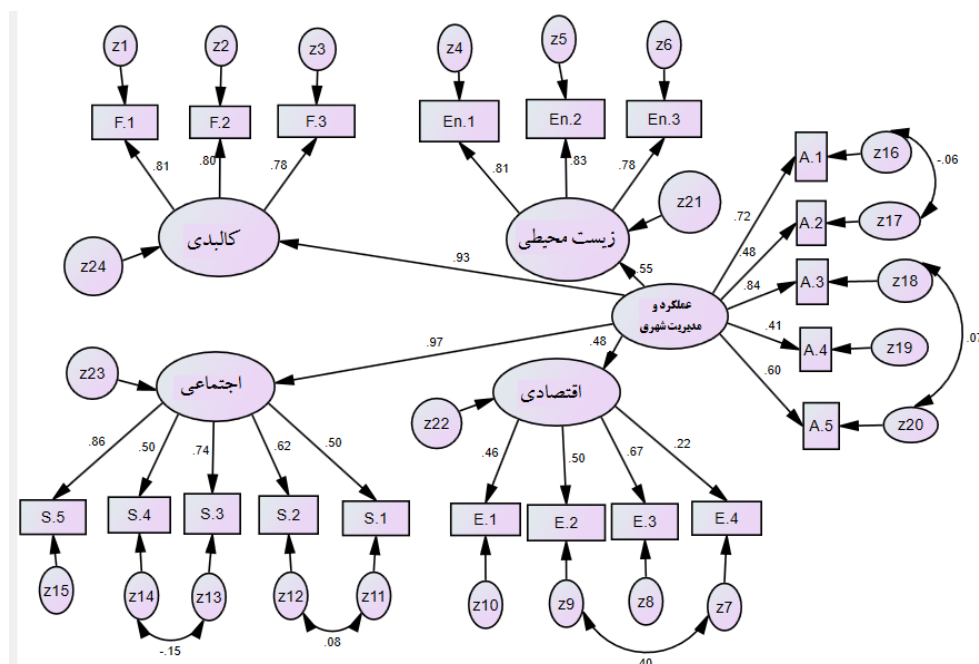 z1
z2
z3
z4
z5
z6
F.1
F.2
F.3
En.1
En.2
En.3
.81
.80
.78
.81
.83
.78
A.1
z16
-.06
A.2
z17
A.3
z18
A.4
z19
.07
A.5
z20
.72
.48
.84
.41
.60
کالبدی
z24
زیست محیطی
z21
.93
.55
عملکرد و
مدیریت شهری
.97
.48
z23
اجتماعی
z22
اقتصادی
.86
.50
.74
.62
.50
.46
.50
.67
.22
S.5
S.4
S.3
S.2
S.1
E.1
E.2
E.3
E.4
z15
z14
z13
z12
z11
z10
z9
z8
z7
-.15
.08
.40